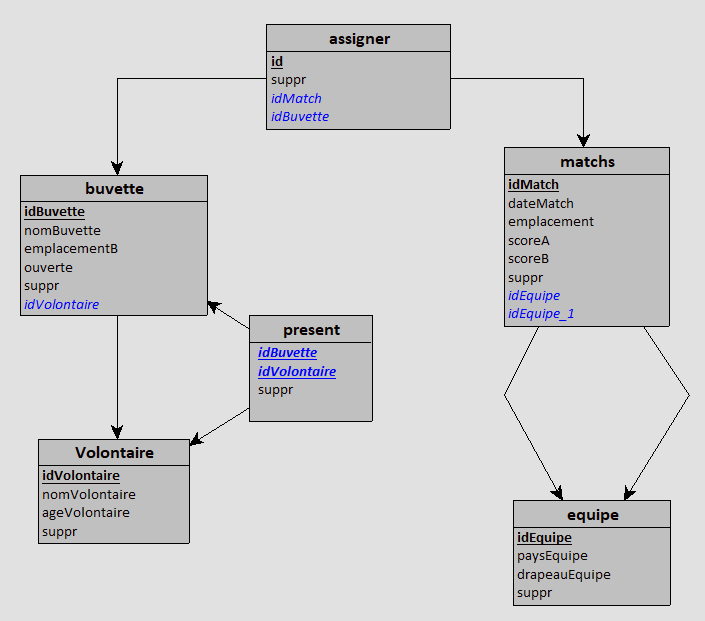 assigner
id
suppr
idMatch
idBuvette
buvette
idBuvette
nomBuvette
emplacementB
ouverte
suppr
idVolontaire
matchs
idMatch
dateMatch
emplacement
scoreA
scoreB
suppr
idEquipe
idEquipe_1
present
idBuvette
idVolontaire
suppr
Volontaire
idVolontaire
nomVolontaire
ageVolontaire
suppr
equipe
idEquipe
paysEquipe
drapeauEquipe
suppr